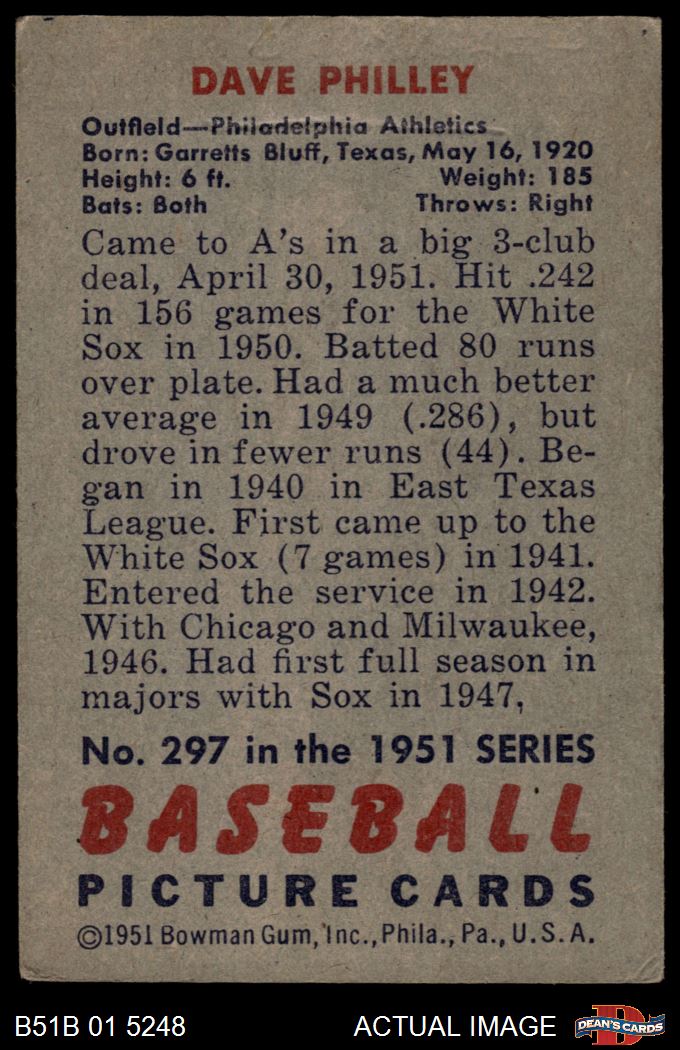 DAVE PHILLEY
Outfield—Philadelphia Athletics
Born: Garretts Bluff, Texas, May 16, 1920
Height: 6 ft. Weight: 185
Bats: Both Throws: Right
Came to A's in a big 3-club
deal, April 30, 1951. Hit .242
in 156 games for the White
Sox in 1950. Batted 80 runs
over plate. Had a much better
average in 1949 (.286), but
drove in fewer runs (44). Be-
gan in 1940 in East Texas
League. First came up to the
White Sox (7 games) in 1941.
Entered the service in 1942.
With Chicago and Milwaukee,
1946. Had first full season in
majors with Sox in 1947,
No. 297 in the 1951 SERIES
BASEBALL
PICTURE CARDS
©1951 Bowman Gum, Inc., Phila., Pa., U.S.A.
B51B 01 5248 ACTUAL IMAGE DEAN'S CARDS